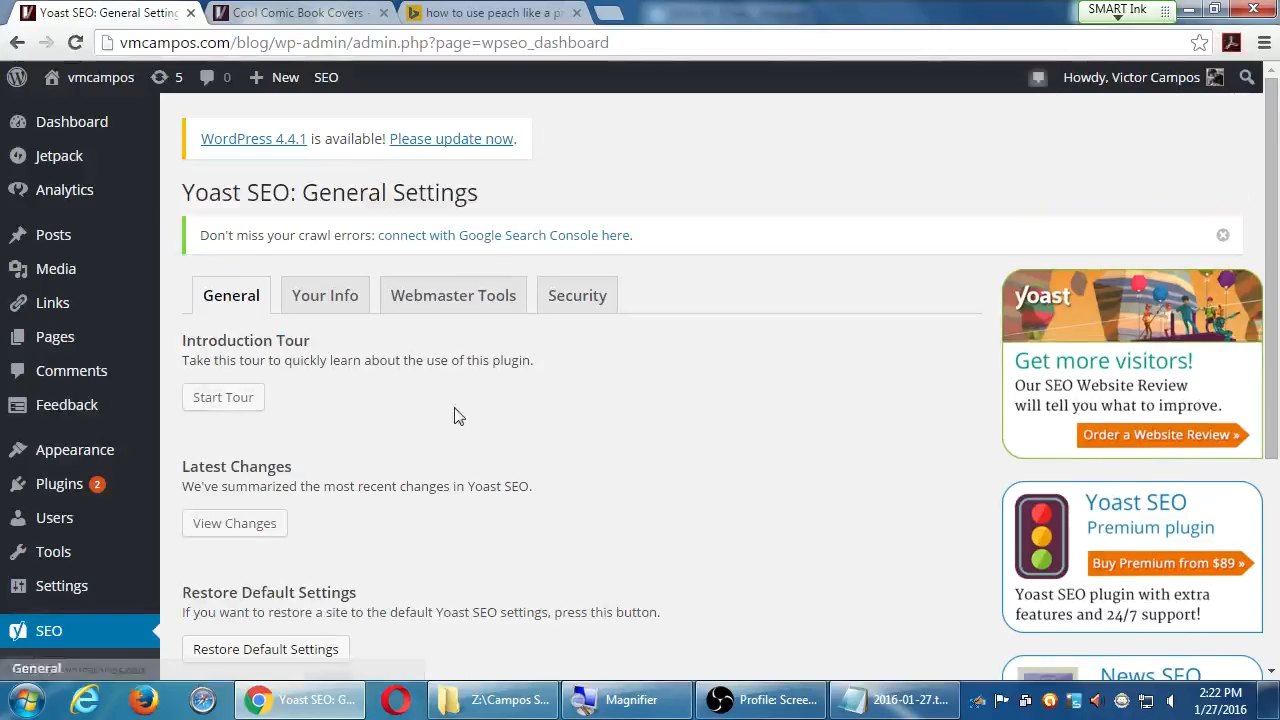 Yoast SEO: General Setting
Cool Comic Book Covers -
how to use peach like a p
SMART Ink
vmcampos.com/blog/wp-admin/admin.php?page=wpseo_dashboard
vmcampos
5
0
New
SEO
Howdy, Victor Campos
Dashboard
Jetpack
Analytics
Posts
Media
Links
Pages
Comments
Feedback
Appearance
Plugins 2
Users
Tools
Settings
SEO
General
WordPress 4.4.1 is available! Please update now.
Yoast SEO: General Settings
Don't miss your crawl errors: connect with Google Search Console here.
General
Your Info
Webmaster Tools
Security
Introduction Tour
Take this tour to quickly learn about the use of this plugin.
Start Tour
Latest Changes
We've summarized the most recent changes in Yoast SEO.
View Changes
Restore Default Settings
If you want to restore a site to the default Yoast SEO settings, press this button.
Restore Default Settings
yoast
Get more visitors!
Our SEO Website Review
will tell you what to improve.
Order a Website Review »
Yoast SEO
Premium plugin
Buy Premium from $89 »
Yoast SEO plugin with extra
features and 24/7 support!
News SEO
Yoast SEO: G...
Z:\Campos S...
Magnifier
Profile: Scree...
2016-01-27.t...
2:22 PM
1/27/2016